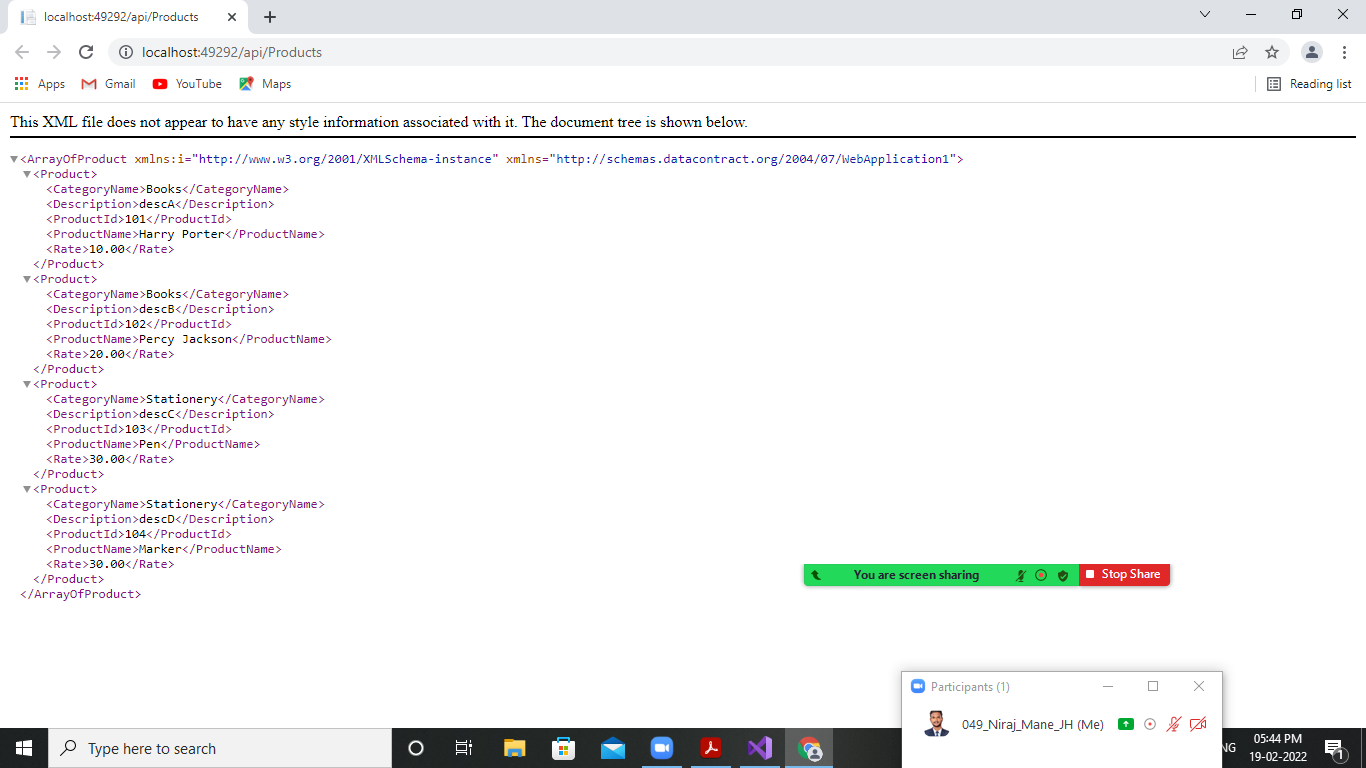 localhost:49292/api/Products
localhost:49292/api/Products
Apps Gmail YouTube Maps Reading list
This XML file does not appear to have any style information associated with it. The document tree is shown below.
▼<ArrayOfProduct xmlns:i="http://www.w3.org/2001/XMLSchema-instance" xmlns="http://schemas.datacontract.org/2004/07/WebApplication1">
▼<Product>
<CategoryName>Books</CategoryName>
<Description>descA</Description>
<ProductId>101</ProductId>
<ProductName>Harry Porter</ProductName>
<Rate>10.00</Rate>
</Product>
▼<Product>
<CategoryName>Books</CategoryName>
<Description>descB</Description>
<ProductId>102</ProductId>
<ProductName>Percy Jackson</ProductName>
<Rate>20.00</Rate>
</Product>
▼<Product>
<CategoryName>Stationery</CategoryName>
<Description>descC</Description>
<ProductId>103</ProductId>
<ProductName>Pen</ProductName>
<Rate>30.00</Rate>
</Product>
▼<Product>
<CategoryName>Stationery</CategoryName>
<Description>descD</Description>
<ProductId>104</ProductId>
<ProductName>Marker</ProductName>
<Rate>30.00</Rate>
</Product>
</ArrayOfProduct>
You are screen sharing Stop Share
Participants (1)
049_Niraj_Mane_JH (Me)
Type here to search
NG
05:44 PM
19-02-2022
1